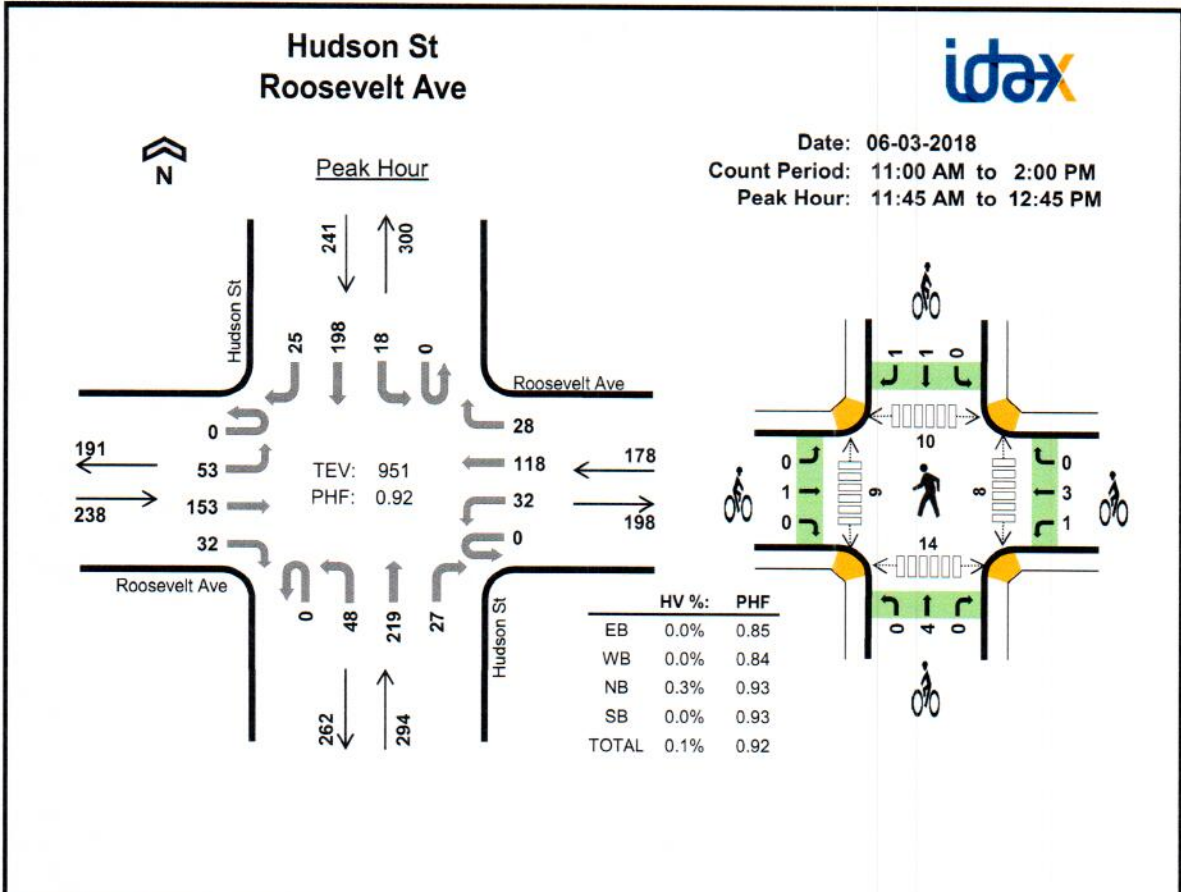 Hudson St
Roosevelt Ave
idax
N
Peak Hour
Date: 06-03-2018
Count Period: 11:00 AM to 2:00 PM
Peak Hour: 11:45 AM to 12:45 PM
241
300
Hudson St
25
198
18
0
Roosevelt Ave
0
53
153
32
191
238
TEV: 951
PHF: 0.92
28
118
32
0
178
198
Roosevelt Ave
0
48
219
27
Hudson St
262
294
HV %: PHF
EB 0.0% 0.85
WB 0.0% 0.84
NB 0.3% 0.93
SB 0.0% 0.93
TOTAL 0.1% 0.92
1
1
0
10
0
1
0
9
8
0
3
1
14
0
4
0